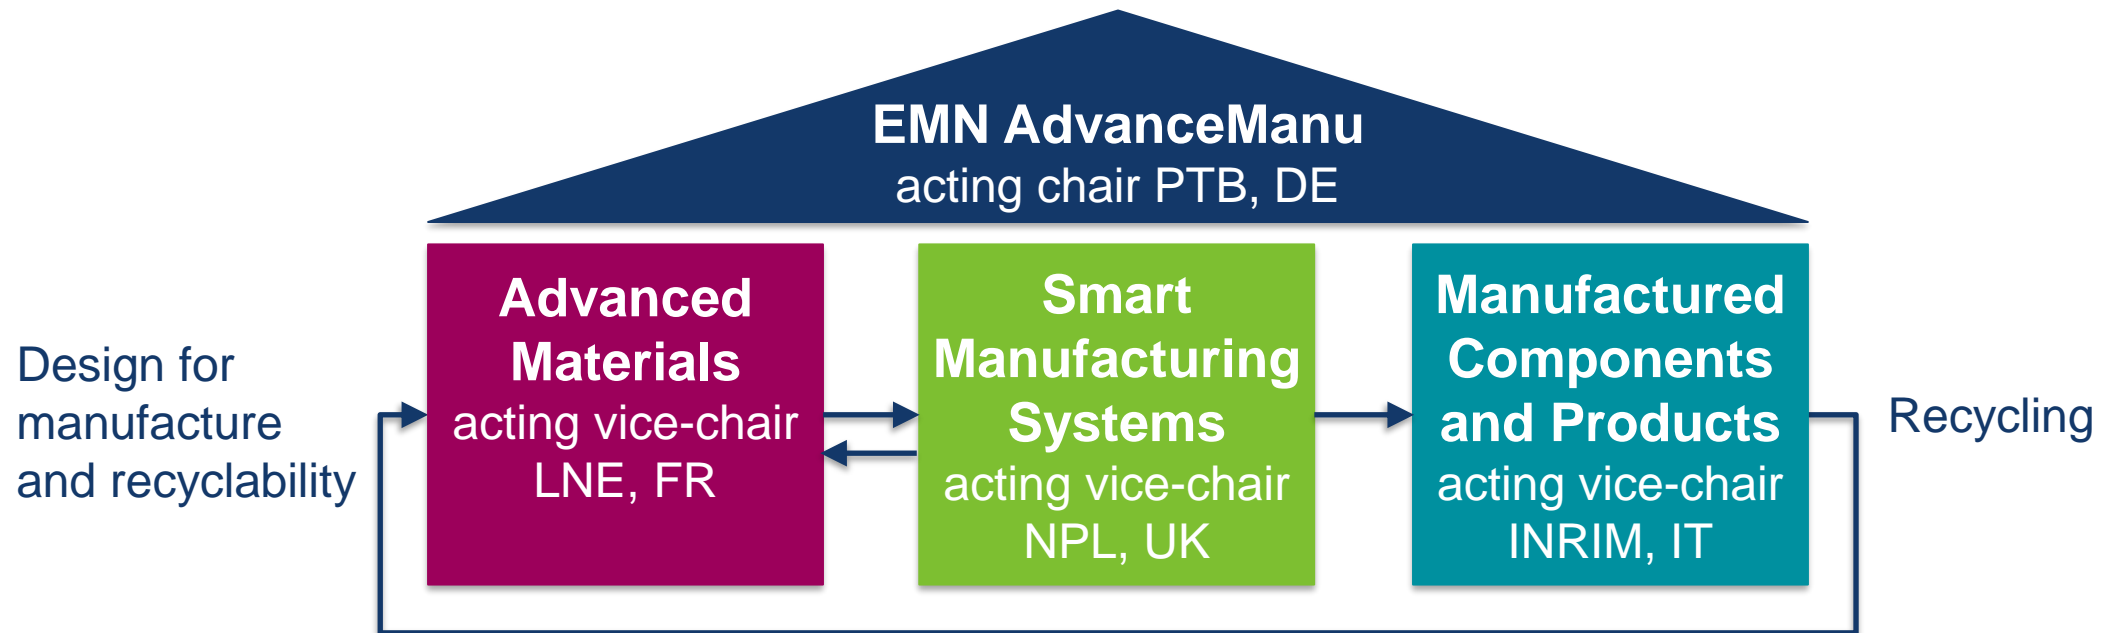 EMN AdvanceManu
acting chair PTB, DE
Design for
manufacture
and recyclability
Advanced
Materials
acting vice-chair
LNE, FR
Smart
Manufacturing
Systems
acting vice-chair
NPL, UK
Manufactured
Components
and Products
acting vice-chair
INRIM, IT
Recycling